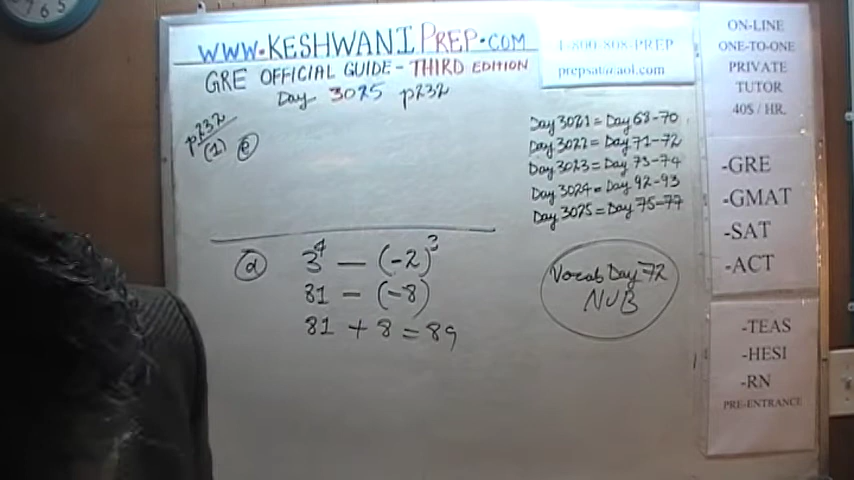 WWW.KESHWANIPREP.COM
GRE OFFICIAL GUIDE - THIRD EDITION
Day 3025 p232
1-800-808-PREP
prepsat@aol.com
p232
(1) e
Day 3021 = Day 68-70
Day 3022 = Day 71-72
Day 3023 = Day 73-74
Day 3024 = Day 92-93
Day 3025 = Day 75-77
a 3⁴ — (-2)³
81 - (-8)
81 + 8 = 89
Vocab Day 72
NUB
ON-LINE
ONE-TO-ONE
PRIVATE
TUTOR
40$ / HR.
-GRE
-GMAT
-SAT
-ACT
-TEAS
-HESI
-RN
PRE-ENTRANCE
7 6 5